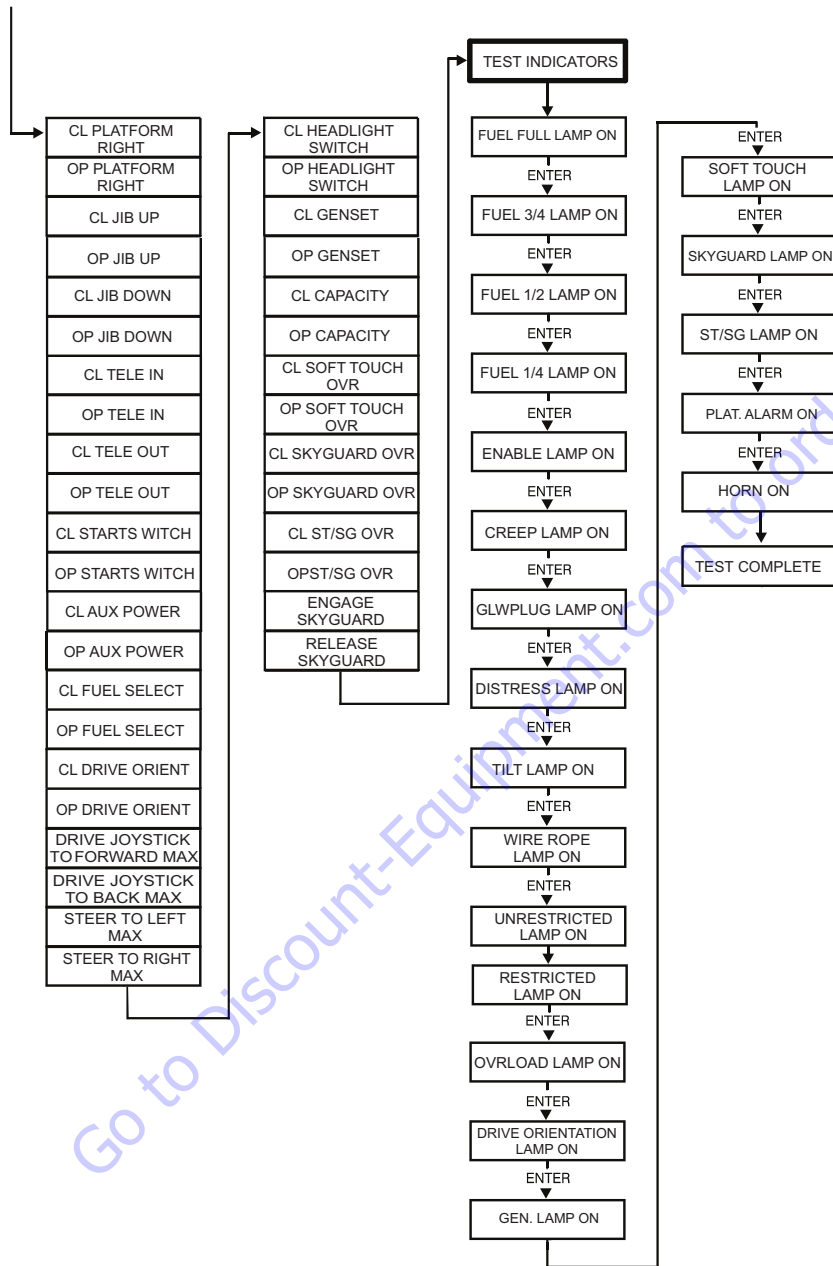 CL PLATFORM
RIGHT
OP PLATFORM
RIGHT
CL JIB UP
OP JIB UP
CL JIB DOWN
OP JIB DOWN
CL TELE IN
OP TELE IN
CL TELE OUT
OP TELE OUT
CL STARTS WITCH
OP STARTS WITCH
CL AUX POWER
OP AUX POWER
CL FUEL SELECT
OP FUEL SELECT
CL DRIVE ORIENT
OP DRIVE ORIENT
DRIVE JOYSTICK
TO FORWARD MAX
DRIVE JOYSTICK
TO BACK MAX
STEER TO LEFT
MAX
STEER TO RIGHT
MAX
CL HEADLIGHT
SWITCH
OP HEADLIGHT
SWITCH
CL GENSET
OP GENSET
CL CAPACITY
OP CAPACITY
CL SOFT TOUCH
OVR
OP SOFT TOUCH
OVR
CL SKYGUARD OVR
OP SKYGUARD OVR
CL ST/SG OVR
OPST/SG OVR
ENGAGE
SKYGUARD
RELEASE
SKYGUARD
TEST INDICATORS
FUEL FULL LAMP ON
ENTER
FUEL 3/4 LAMP ON
ENTER
FUEL 1/2 LAMP ON
ENTER
FUEL 1/4 LAMP ON
ENTER
ENABLE LAMP ON
ENTER
CREEP LAMP ON
ENTER
GLWPLUG LAMP ON
ENTER
DISTRESS LAMP ON
ENTER
TILT LAMP ON
ENTER
WIRE ROPE
LAMP ON
ENTER
UNRESTRICTED
LAMP ON
RESTRICTED
LAMP ON
ENTER
OVRLOAD LAMP ON
ENTER
DRIVE ORIENTATION
LAMP ON
ENTER
GEN. LAMP ON
ENTER
SOFT TOUCH
LAMP ON
ENTER
SKYGUARD LAMP ON
ENTER
ST/SG LAMP ON
ENTER
PLAT. ALARM ON
ENTER
HORN ON
TEST COMPLETE
Go to Discount-Equipment.com to ord